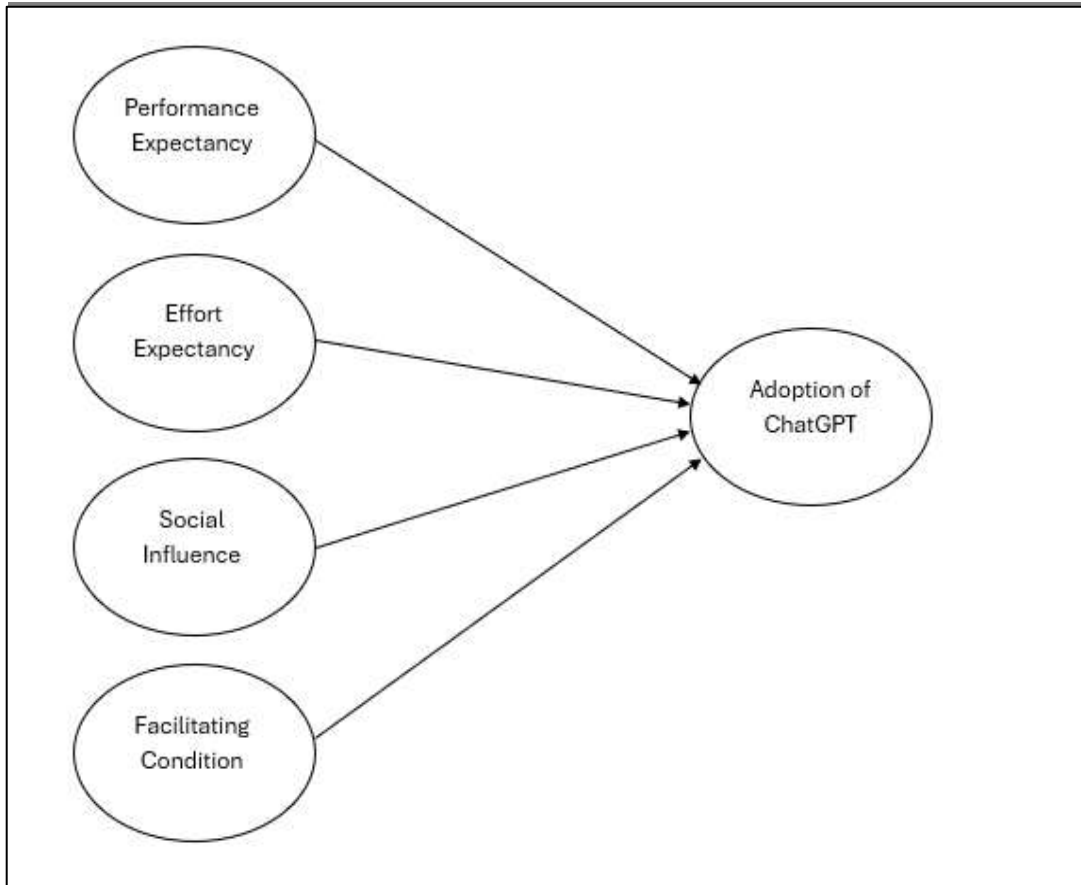 Performance
Expectancy
Effort
Expectancy
Social
Influence
Facilitating
Condition
Adoption of
ChatGPT